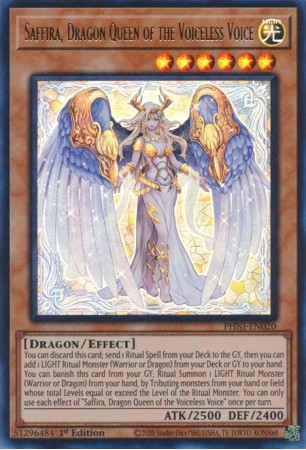 SAFFIRA, DRAGON QUEEN OF THE VOICELESS VOICE
LIGHT
光
PHNI-EN020
[DRAGON/EFFECT]
You can discard this card; send 1 Ritual Spell from your Deck to the GY, then you can
add 1 LIGHT Ritual Monster (Warrior or Dragon) from your Deck or GY to your hand.
You can banish this card from your GY; Ritual Summon 1 LIGHT Ritual Monster
(Warrior or Dragon) from your hand, by Tributing monsters from your hand or field
whose total Levels equal or exceed the Level of the Ritual Monster. You can only
use each effect of "Saffira, Dragon Queen of the Voiceless Voice" once per turn.
ATK/2500 DEF/2400
51296484 1st Edition ©2020 Studio Dice/SHUEISHA, TV TOKYO, KONAMI